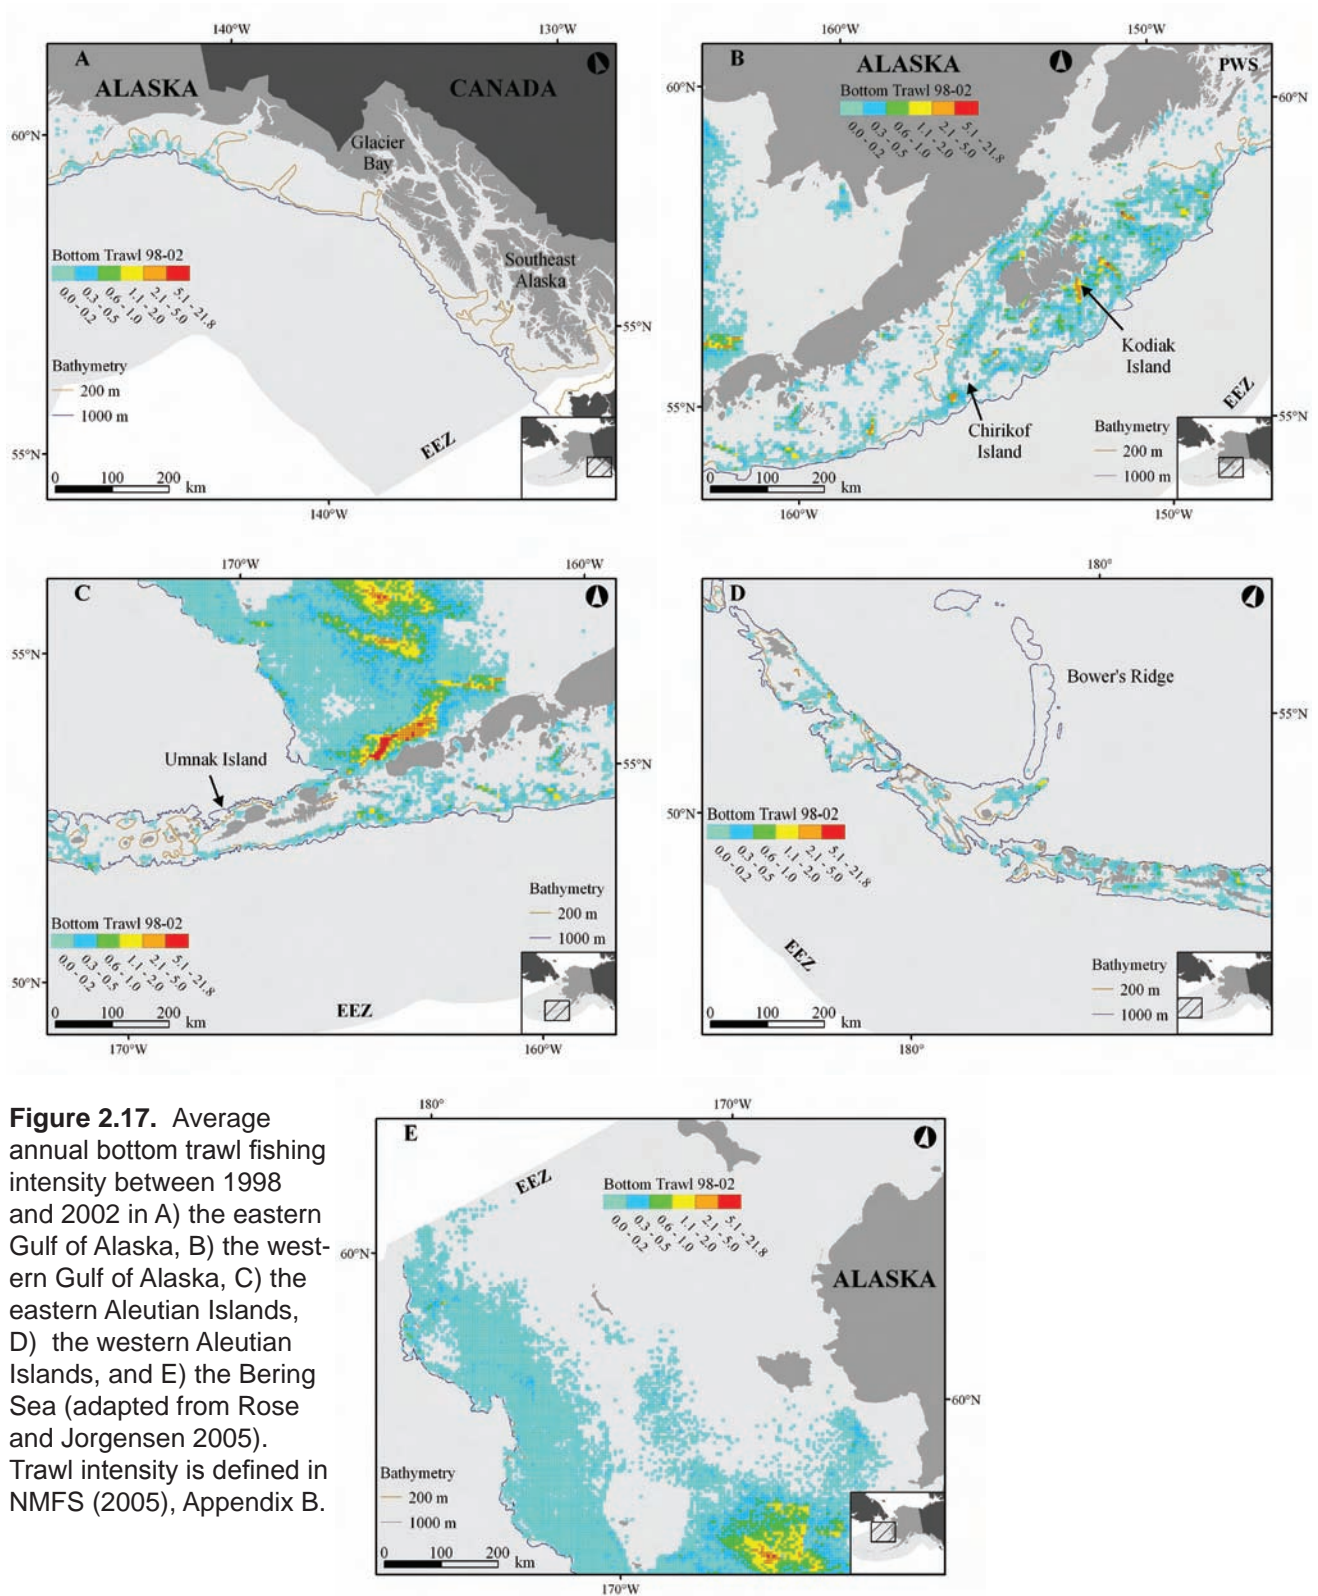 140°W
130°W
A
ALASKA
CANADA
60°N
Glacier
Bay
Southeast
Alaska
Bottom Trawl 98-02
0.0 - 0.2
0.3 - 0.5
0.6 - 1.0
1.1 - 2.0
2.1 - 5.0
5.1 - 21.8
55°N
Bathymetry
200 m
1000 m
EEZ
55°N
0 100 200
km
140°W
160°W
150°W
B
ALASKA
PWS
60°N
60°N
Bottom Trawl 98-02
0.0 - 0.2
0.3 - 0.5
0.6 - 1.0
1.1 - 2.0
2.1 - 5.0
5.1 - 21.8
Kodiak
Island
55°N
Chirikof
Island
EEZ
55°N
Bathymetry
200 m
1000 m
0 100 200
km
160°W
150°W
170°W
160°W
C
55°N
Umnak Island
55°N
Bathymetry
200 m
1000 m
Bottom Trawl 98-02
0.0 - 0.2
0.3 - 0.5
0.6 - 1.0
1.1 - 2.0
2.1 - 5.0
5.1 - 21.8
50°N
EEZ
0 100 200
km
170°W
160°W
180°
D
Bower's Ridge
55°N
50°N
Bottom Trawl 98-02
0.0 - 0.2
0.3 - 0.5
0.6 - 1.0
1.1 - 2.0
2.1 - 5.0
5.1 - 21.8
EEZ
Bathymetry
200 m
1000 m
0 100 200
km
180°
Figure 2.17. Average
annual bottom trawl fishing
intensity between 1998
and 2002 in A) the eastern
Gulf of Alaska, B) the west-
ern Gulf of Alaska, C) the
eastern Aleutian Islands,
D) the western Aleutian
Islands, and E) the Bering
Sea (adapted from Rose
and Jorgensen 2005).
Trawl intensity is defined in
NMFS (2005), Appendix B.
180°
170°W
E
EEZ
Bottom Trawl 98-02
0.0 - 0.2
0.3 - 0.5
0.6 - 1.0
1.1 - 2.0
2.1 - 5.0
5.1 - 21.8
60°N
ALASKA
60°N
Bathymetry
200 m
1000 m
0 100 200
km
170°W